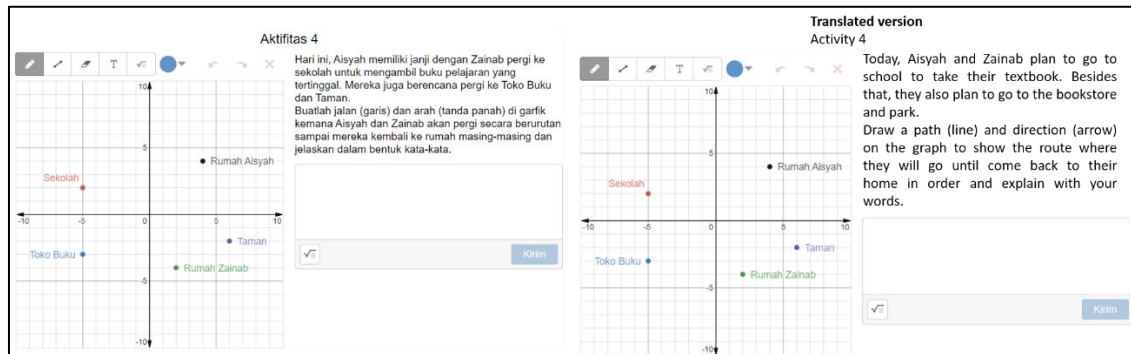 Aktifitas 4
T
√=
Hari ini, Aisyah memiliki janji dengan Zainab pergi ke
sekolah untuk mengambil buku pelajaran yang
tertinggal. Mereka juga berencana pergi ke Toko Buku
dan Taman.
Buatlah jalan (garis) dan arah (tanda panah) di garfik
kemana Aisyah dan Zainab akan pergi secara berurutan
sampai mereka kembali ke rumah masing-masing dan
jelaskan dalam bentuk kata-kata.
10
5
Rumah Aisyah
Sekolah
-10
-5
0
5
10
Taman
Toko Buku
Rumah Zainab
-5
-10
√=
Kirim
Translated version
Activity 4
T
√=
Today, Aisyah and Zainab plan to go to
school to take their textbook. Besides
that, they also plan to go to the bookstore
and park.
Draw a path (line) and direction (arrow)
on the graph to show the route where
they will go until come back to their
home in order and explain with your
words.
10
5
Rumah Aisyah
Sekolah
-10
-5
0
5
10
Taman
Toko Buku
Rumah Zainab
-5
-10
√=
Kirim